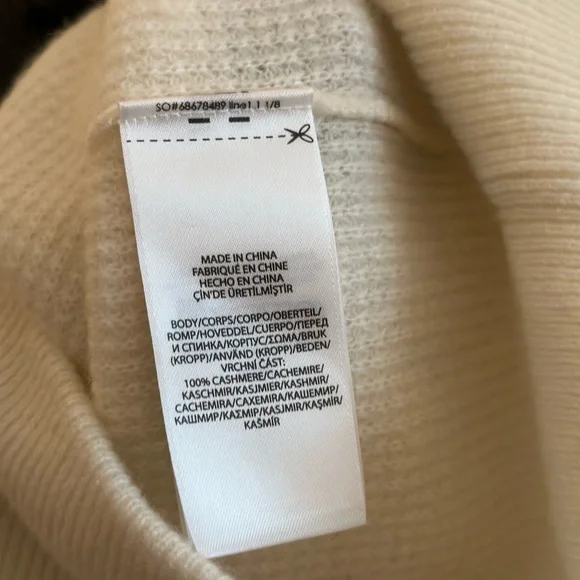 SO#68678489 line1.1 1/8
MADE IN CHINA
FABRIQUÉ EN CHINE
HECHO EN CHINA
ÇİN'DE ÜRETİLMİŞTİR
BODY/CORPS/CORPO/OBERTEIL/
ROMP/HOVEDDEL/CUERPO/ПЕРЕД
И СПИНКА/КОРПУС/ΣΩΜΑ/BRUK
(KROPP)/ANVÄND (KROPP)/BEDEN/
VRCHNÍ ČÁST:
100% CASHMERE/CACHEMIRE/
KASCHMIR/KASJMIER/KASHMIR/
CACHEMIRA/CAXEMIRA/КАШЕМИР/
КАШМИР/ΚΑΣΜΙΡ/KASJMIR/KAŞMİR/
KAŠMÍR